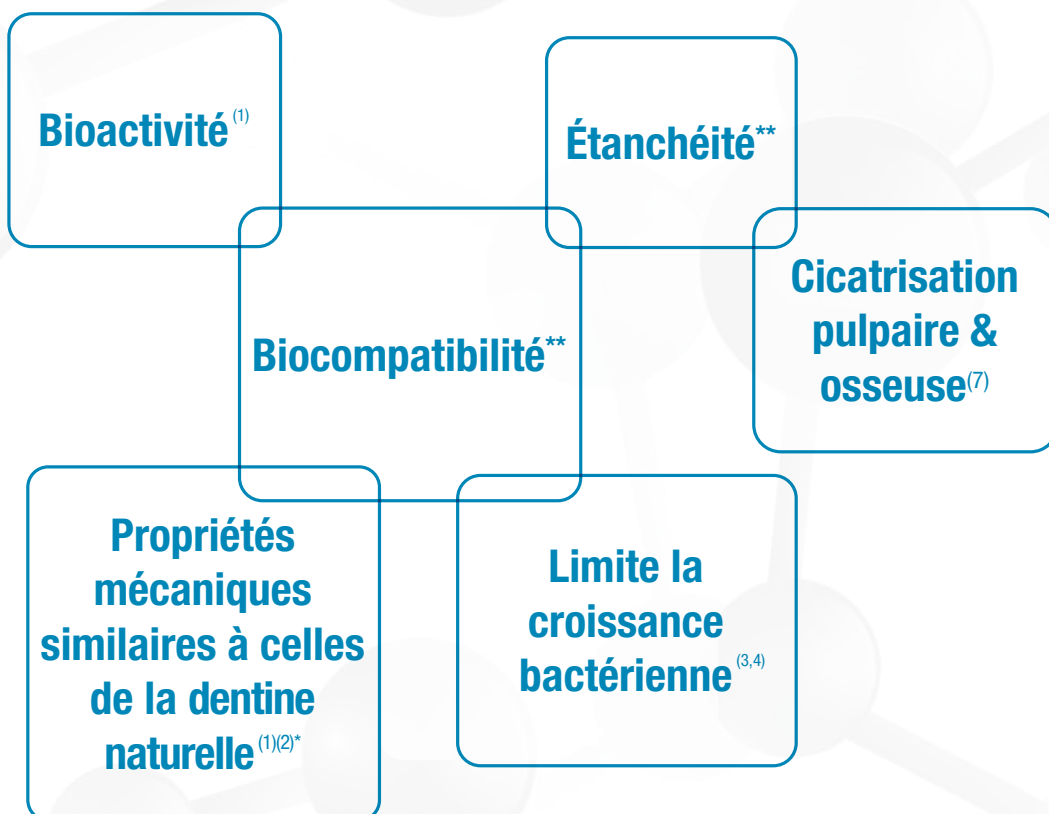 Bioactivité (1)
Étanchéité**
Cicatrisation
pulpaire &
osseuse(7)
Biocompatibilité**
Propriétés
mécaniques
similaires à celles
de la dentine
naturelle (1)(2)*
Limite la
croissance
bactérienne (3,4)